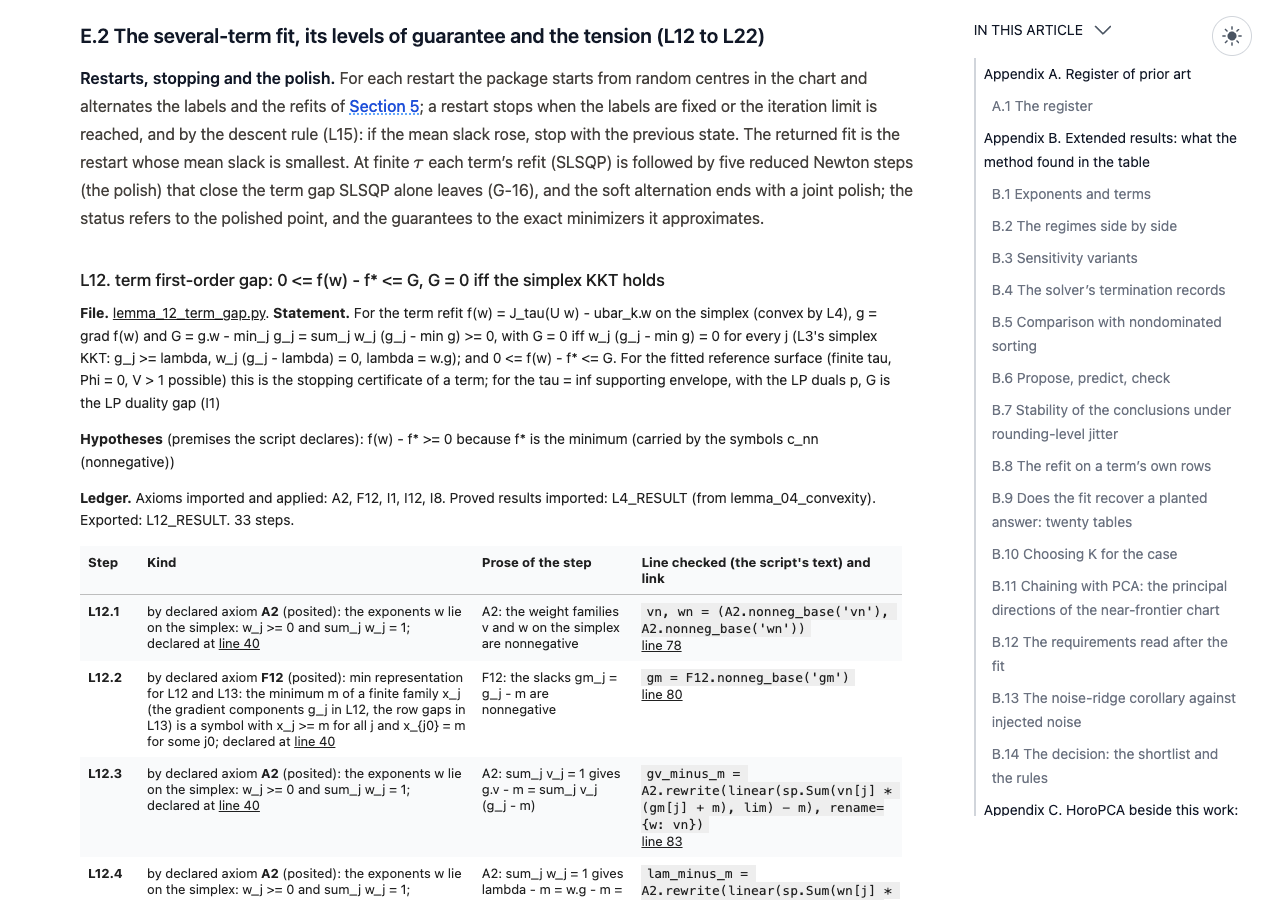 E.2 The several-term fit, its levels of guarantee and the tension (L12 to L22)
Restarts, stopping and the polish. For each restart the package starts from random centres in the chart and
alternates the labels and the refits of Section 5; a restart stops when the labels are fixed or the iteration limit is
reached, and by the descent rule (L15): if the mean slack rose, stop with the previous state. The returned fit is the
restart whose mean slack is smallest. At finite τ each term's refit (SLSQP) is followed by five reduced Newton steps
(the polish) that close the term gap SLSQP alone leaves (G-16), and the soft alternation ends with a joint polish; the
status refers to the polished point, and the guarantees to the exact minimizers it approximates.
L12. term first-order gap: 0 <= f(w) - f* <= G, G = 0 iff the simplex KKT holds
File. lemma_12_term_gap.py. Statement. For the term refit f(w) = J_tau(U w) - ubar_k.w on the simplex (convex by L4), g =
grad f(w) and G = g.w - min_j g_j = sum_j w_j (g_j - min g) >= 0, with G = 0 iff w_j (g_j - min g) = 0 for every j (L3's simplex
KKT: g_j >= lambda, w_j (g_j - lambda) = 0, lambda = w.g); and 0 <= f(w) - f* <= G. For the fitted reference surface (finite tau,
Phi = 0, V > 1 possible) this is the stopping certificate of a term; for the tau = inf supporting envelope, with the LP duals p, G is
the LP duality gap (I1)
Hypotheses (premises the script declares): f(w) - f* >= 0 because f* is the minimum (carried by the symbols c_nn
(nonnegative))
Ledger. Axioms imported and applied: A2, F12, I1, I12, I8. Proved results imported: L4_RESULT (from lemma_04_convexity).
Exported: L12_RESULT. 33 steps.
Step Kind Prose of the step Line checked (the script's text) and
link
L12.1 by declared axiom A2 (posited): the exponents w lie
on the simplex: w_j >= 0 and sum_j w_j = 1;
declared at line 40
A2: the weight families
v and w on the simplex
are nonnegative
vn, wn = (A2.nonneg_base('vn'),
A2.nonneg_base('wn'))
line 78
L12.2 by declared axiom F12 (posited): min representation
for L12 and L13: the minimum m of a finite family x_j
(the gradient components g_j in L12, the row gaps in
L13) is a symbol with x_j >= m for all j and x_{j0} = m
for some j0; declared at line 40
F12: the slacks gm_j =
g_j - m are
nonnegative
gm = F12.nonneg_base('gm')
line 80
L12.3 by declared axiom A2 (posited): the exponents w lie
on the simplex: w_j >= 0 and sum_j w_j = 1;
declared at line 40
A2: sum_j v_j = 1 gives
g.v - m = sum_j v_j
(g_j - m)
gv_minus_m =
A2.rewrite(linear(sp.Sum(vn[j] *
(gm[j] + m), lim) - m), rename=
{w: vn})
line 83
L12.4 by declared axiom A2 (posited): the exponents w lie
on the simplex: w_j >= 0 and sum_j w_j = 1;
A2: sum_j w_j = 1 gives
lambda - m = w.g - m =
lam_minus_m =
A2.rewrite(linear(sp.Sum(wn[j] *
IN THIS ARTICLE
Appendix A. Register of prior art
A.1 The register
Appendix B. Extended results: what the
method found in the table
B.1 Exponents and terms
B.2 The regimes side by side
B.3 Sensitivity variants
B.4 The solver's termination records
B.5 Comparison with nondominated
sorting
B.6 Propose, predict, check
B.7 Stability of the conclusions under
rounding-level jitter
B.8 The refit on a term's own rows
B.9 Does the fit recover a planted
answer: twenty tables
B.10 Choosing K for the case
B.11 Chaining with PCA: the principal
directions of the near-frontier chart
B.12 The requirements read after the
fit
B.13 The noise-ridge corollary against
injected noise
B.14 The decision: the shortlist and
the rules
Appendix C. HoroPCA beside this work: